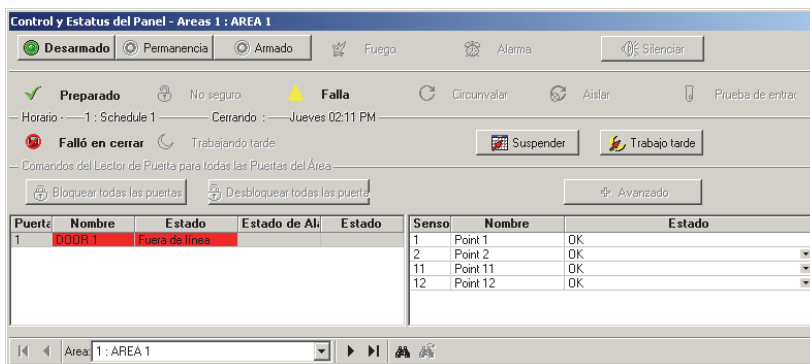 Control y Estatus del Panel - Areas 1 : AREA 1
Desarmado Permanencia Armado Fuego Alarma Silenciar
Preparado No seguro Falla Circunvalar Aislar Prueba de entrac
Horario - 1 : Schedule 1 Cerrando : Jueves 02:11 PM
Falló en cerrar Trabajando tarde Suspender Trabajo tarde
Comandos del Lector de Puerta para todas las Puertas del Área
Bloquear todas las puertas Desbloquear todas las puerta Avanzado
Puerta Nombre Estado Estado de Ala Estado
1 DOOR 1 Fuera de línea
Senso Nombre Estado
1 Point 1 OK
2 Point 2 OK
11 Point 11 OK
12 Point 12 OK
Area: 1 : AREA 1